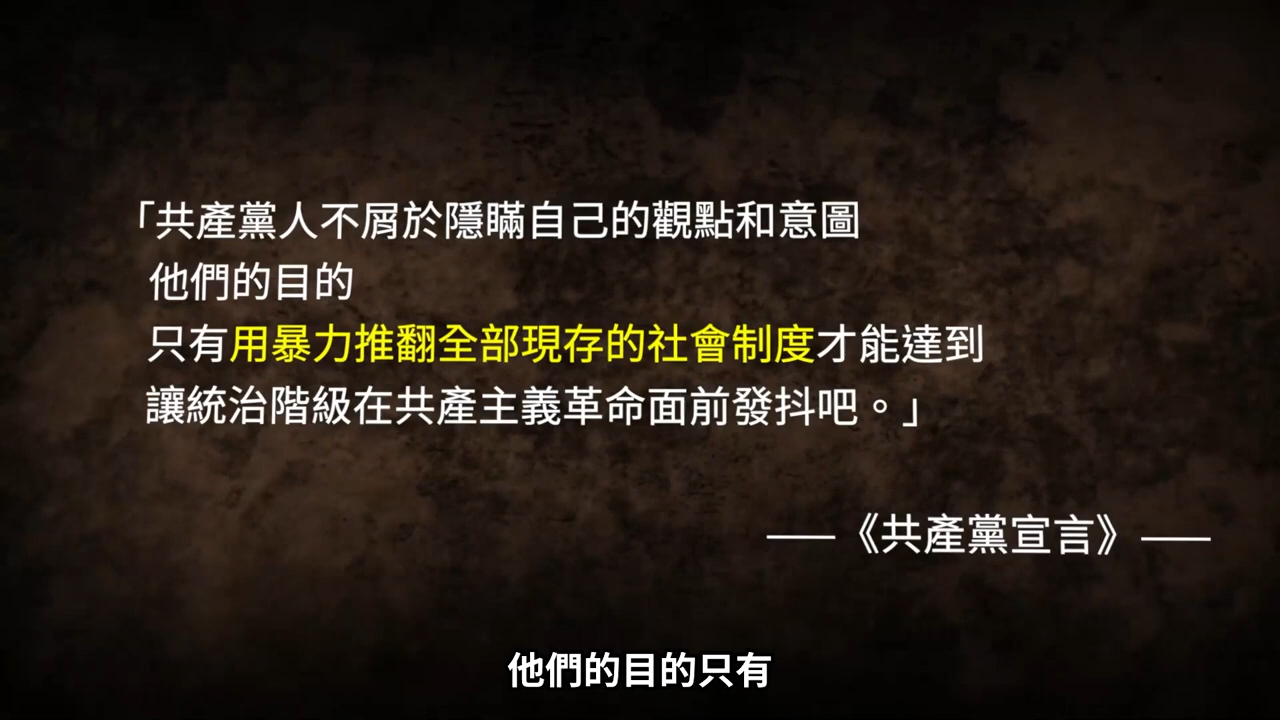 「共產黨人不屑於隱瞞自己的觀點和意圖
他們的目的
只有用暴力推翻全部現存的社會制度才能達到
讓統治階級在共產主義革命面前發抖吧。」
——《共產黨宣言》——
他們的目的只有